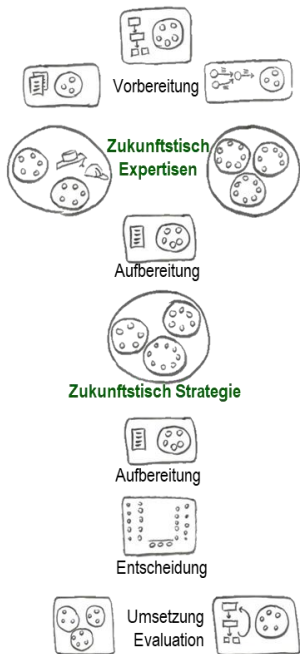 Vorbereitung
Zukunftstisch
Expertisen
Aufbereitung
Zukunftstisch Strategie
Aufbereitung
Entscheidung
Umsetzung
Evaluation